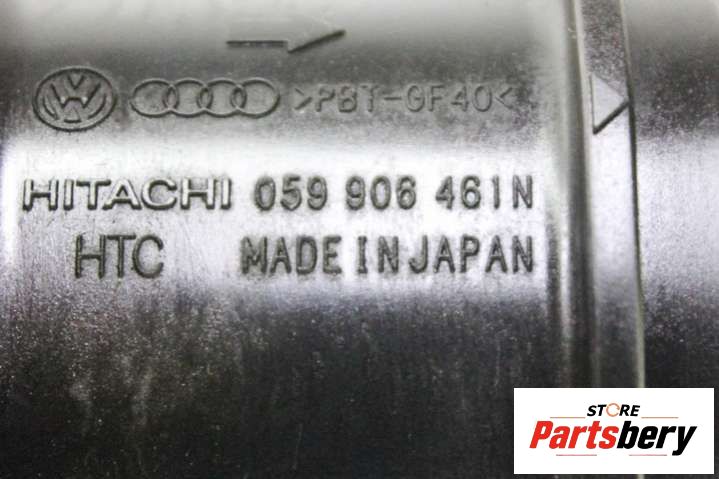 >PBT-GF40<
HITACHI 059 906 461N
HTC MADE IN JAPAN
STORE
Partsbery